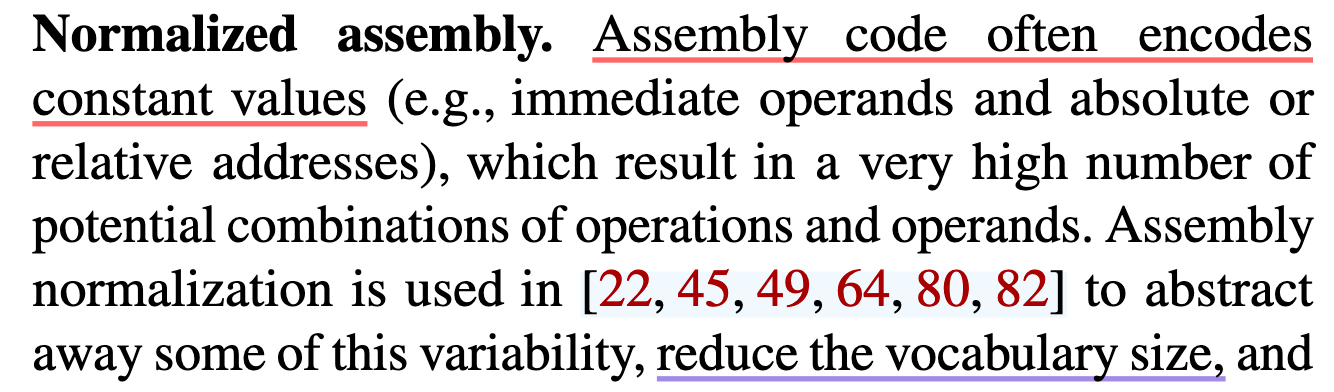 Normalized assembly. Assembly code often encodes
constant values (e.g., immediate operands and absolute or
relative addresses), which result in a very high number of
potential combinations of operations and operands. Assembly
normalization is used in [22, 45, 49, 64, 80, 82] to abstract
away some of this variability, reduce the vocabulary size, and